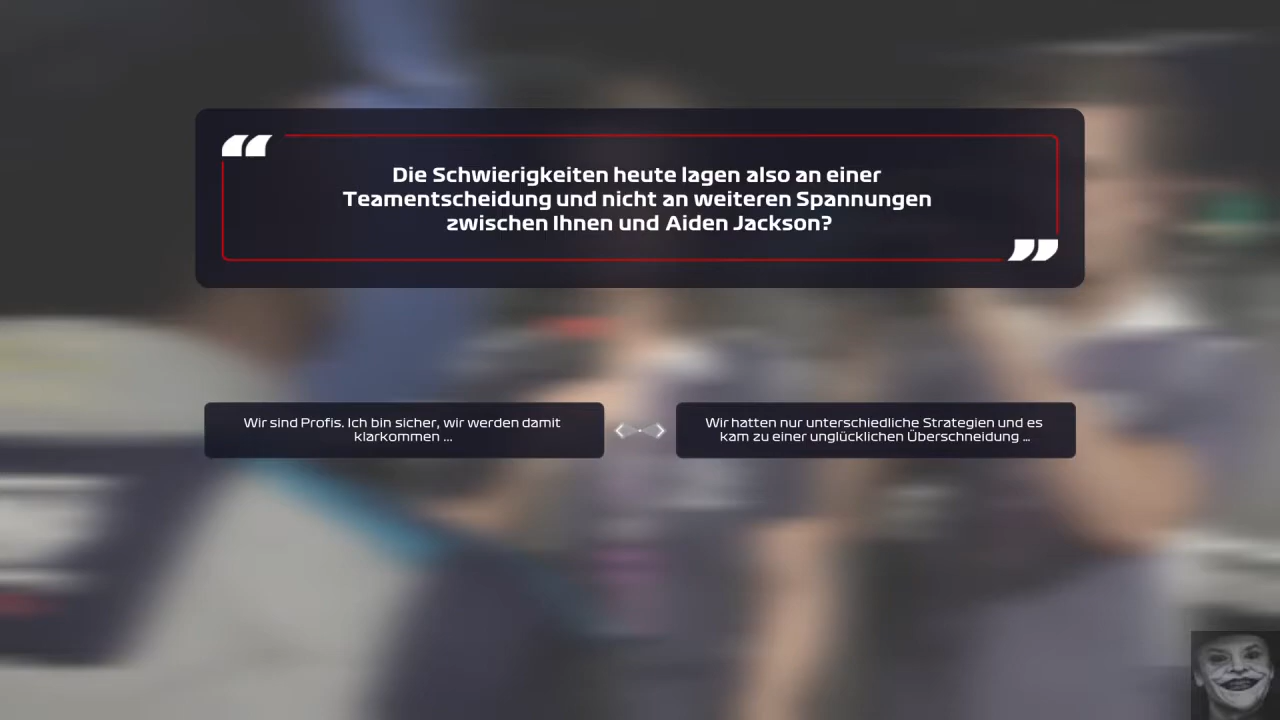 Die Schwierigkeiten heute lagen also an einer
Teamentscheidung und nicht an weiteren Spannungen
zwischen Ihnen und Aiden Jackson?
Wir sind Profis. Ich bin sicher, wir werden damit
klarkommen ...
Wir hatten nur unterschiedliche Strategien und es
kam zu einer unglücklichen Überschneidung ...